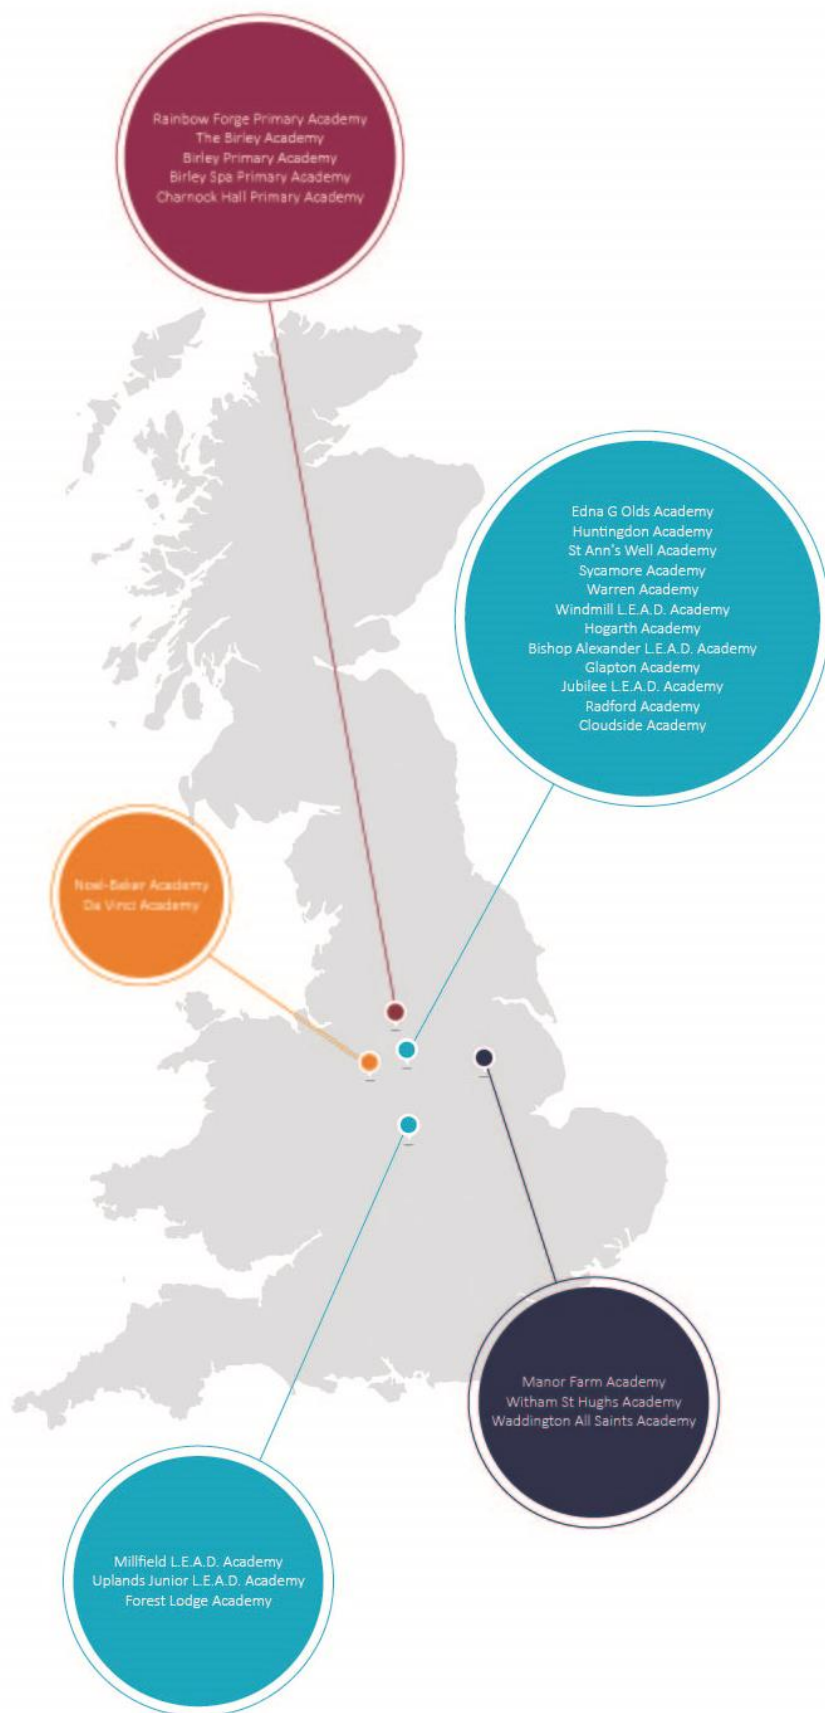 Rainbow Forge Primary Academy
The Birley Academy
Birley Primary Academy
Birley Spa Primary Academy
Charnock Hall Primary Academy
Edna G Olds Academy
Huntingdon Academy
St Ann's Well Academy
Sycamore Academy
Warren Academy
Windmill L.E.A.D. Academy
Hogarth Academy
Bishop Alexander L.E.A.D. Academy
Glapton Academy
Jubilee L.E.A.D. Academy
Radford Academy
Cloudside Academy
Noel-Baker Academy
Da Vinci Academy
Manor Farm Academy
Witham St Hughs Academy
Waddington All Saints Academy
Millfield L.E.A.D. Academy
Uplands Junior L.E.A.D. Academy
Forest Lodge Academy